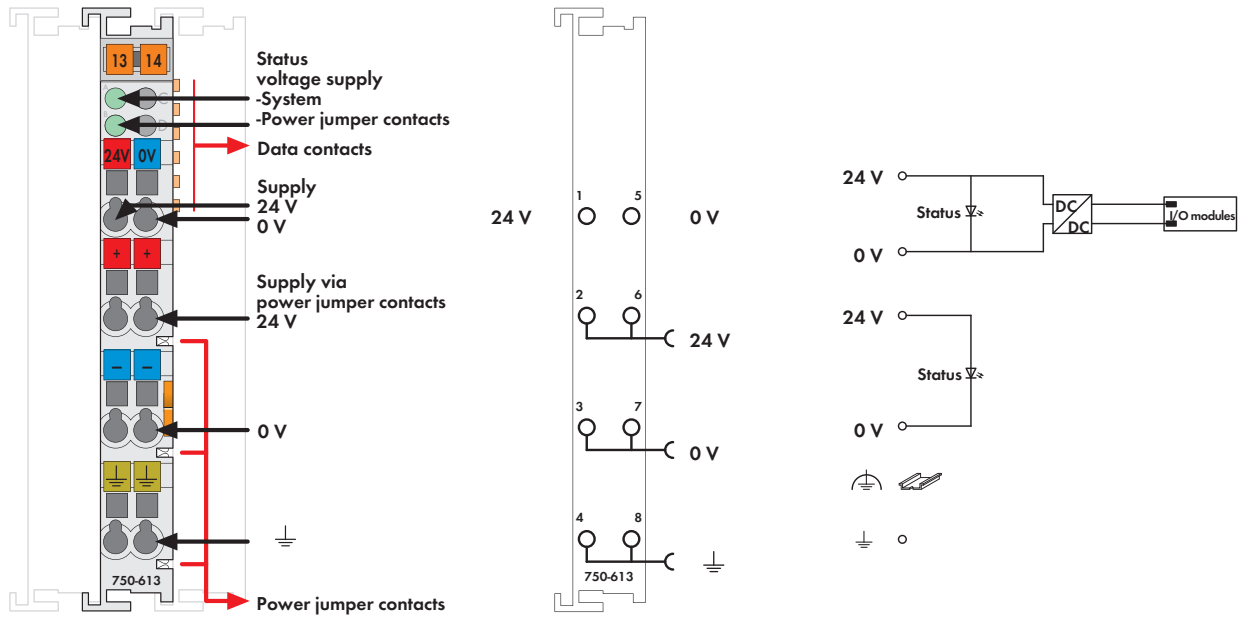 13 14
Status
voltage supply
A C
-System
B D
-Power jumper contacts
Data contacts
24V 0V
Supply
24 V
0 V
+ +
Supply via
power jumper contacts
24 V
– –
0 V
750-613
Power jumper contacts
1 5
24 V 0 V
2 6
24 V
3 7
0 V
4 8
750-613
24 V
Status
DC
DC
I/O modules
0 V
24 V
Status
0 V